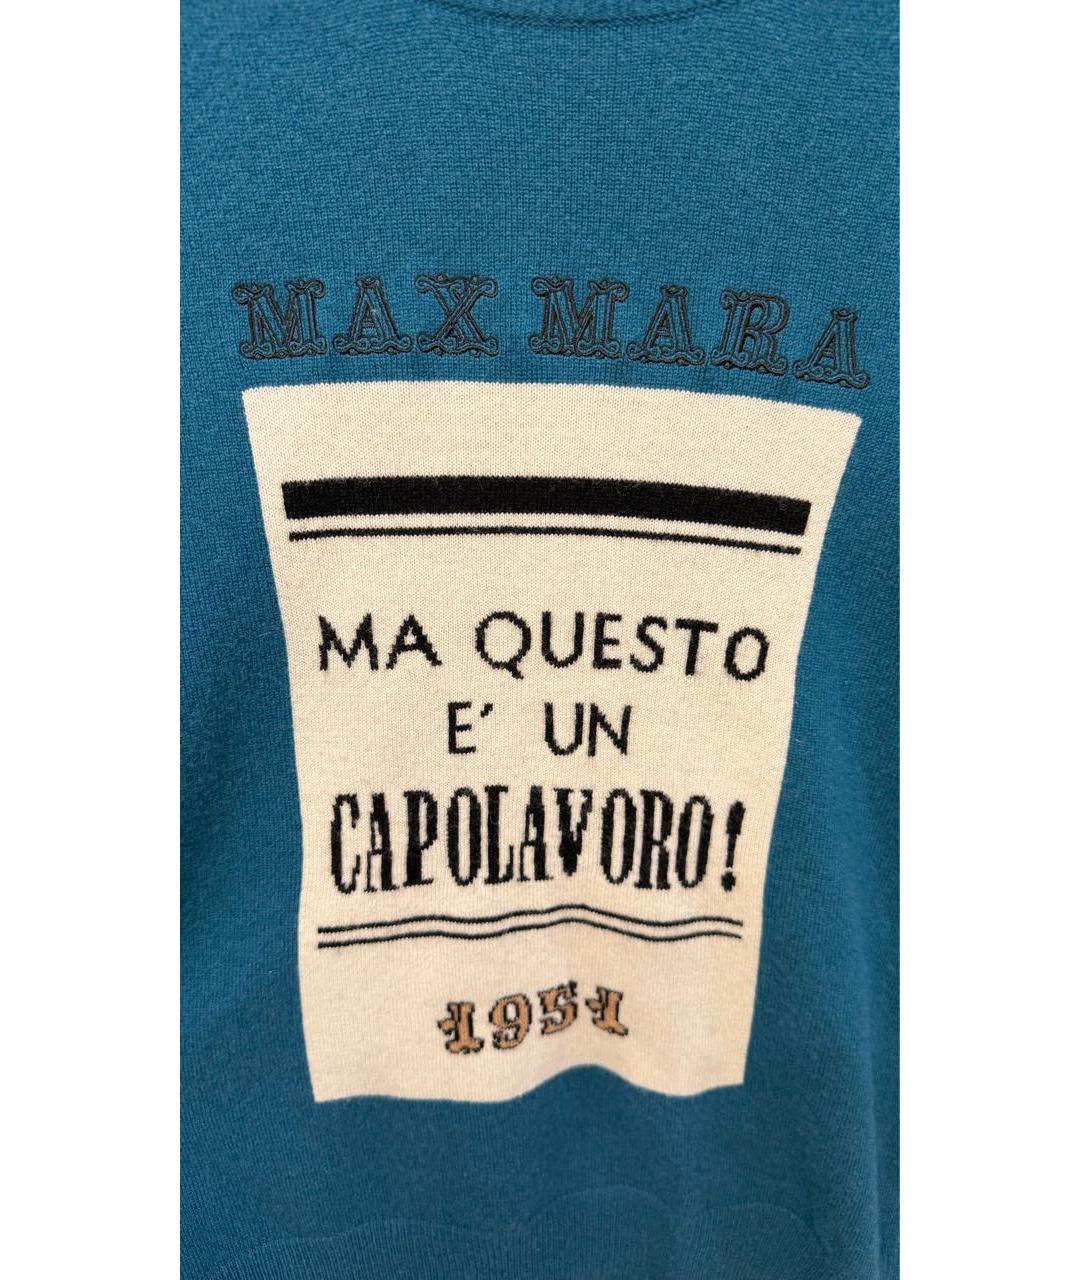 MAX MARA
MA QUESTO
E´ UN
CAPOLAVORO!
1951